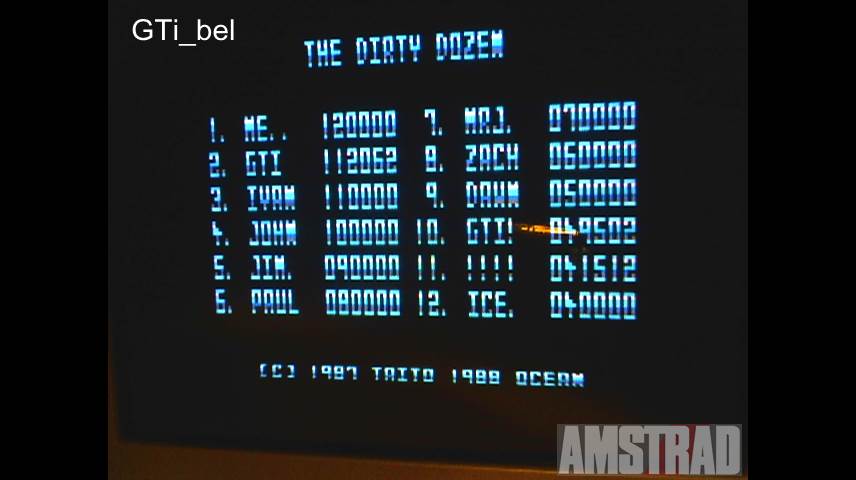 GTi_bel
THE DIRTY DOZEN
1. ME.. 120000 7. MRJ. 070000
2. GTI 112062 8. ZACH 060000
3. IVAN 110000 9. DAWN 050000
4. JOHN 100000 10. GTI! 049502
5. JIM. 090000 11. !!!! 041512
6. PAUL 080000 12. ICE. 040000
(C) 1987 TAITO 1988 OCEAN
AMSTRAD